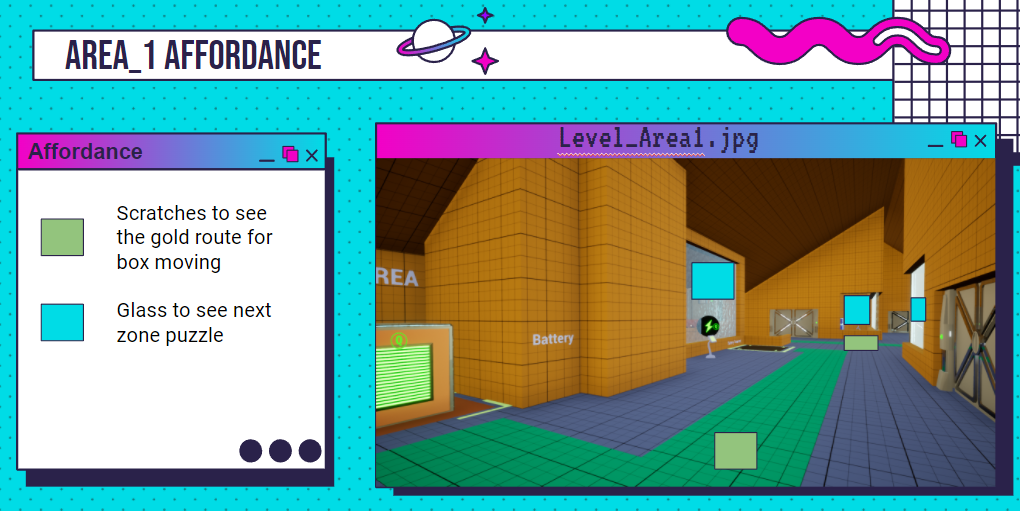 AREA_1 AFFORDANCE
Affordance
Scratches to see
the gold route for
box moving
Glass to see next
zone puzzle
Level_Area1.jpg
REA
Battery